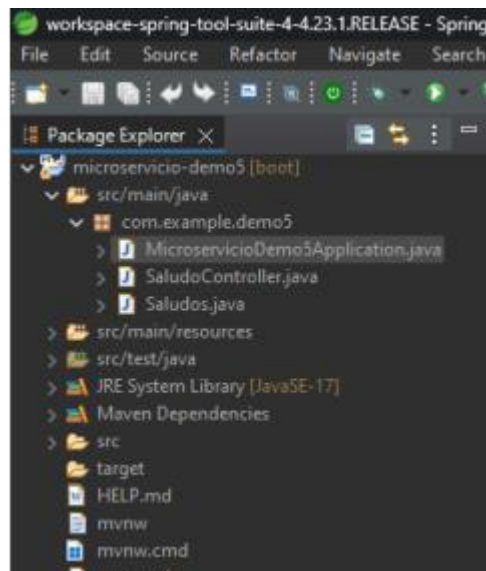 workspace-spring-tool-suite-4-4.23.1.RELEASE - Spring
File Edit Source Refactor Navigate Search
Package Explorer
microservicio-demo5 [boot]
src/main/java
com.example.demo5
MicroservicioDemo5Application.java
SaludoController.java
Saludos.java
src/main/resources
src/test/java
JRE System Library [JavaSE-17]
Maven Dependencies
src
target
HELP.md
mvnw
mvnw.cmd